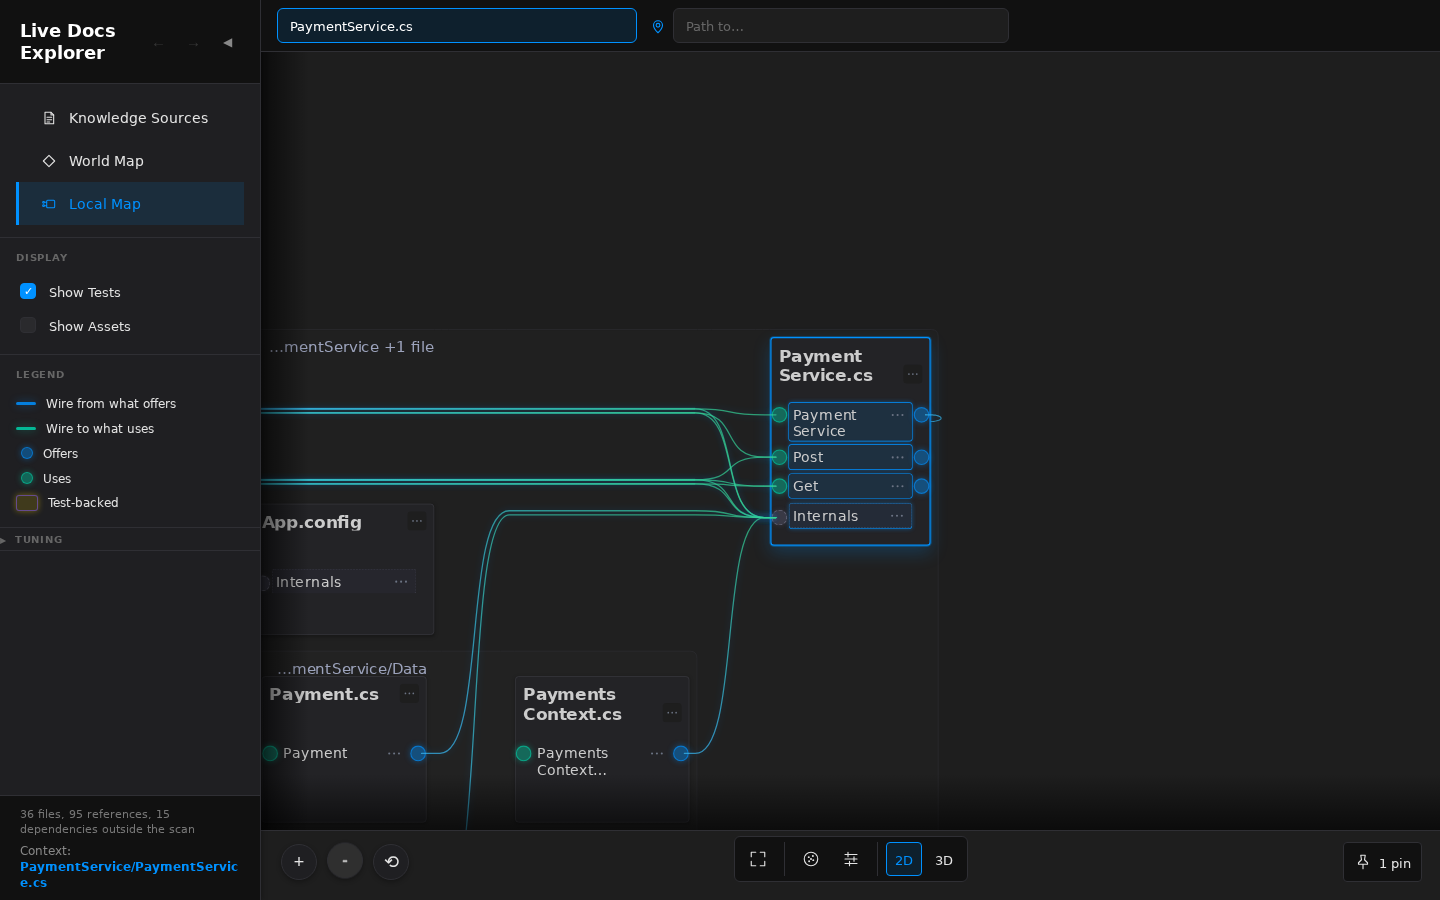 Live Docs
Explorer
← → ◀
Knowledge Sources
World Map
Local Map
DISPLAY
✓ Show Tests
Show Assets
LEGEND
Wire from what offers
Wire to what uses
Offers
Uses
Test-backed
▸ TUNING
36 files, 95 references, 15
dependencies outside the scan
Context:
PaymentService/PaymentServic
e.cs
PaymentService.cs
Path to...
...mentService +1 file
Payment
Service.cs
...
Payment
Service
...
Post ...
Get ...
Internals ...
App.config ...
Internals ...
...mentService/Data
Payment.cs ...
Payment ...
Payments
Context.cs
...
Payments
Context...
...
+ - ⟲
2D 3D
1 pin